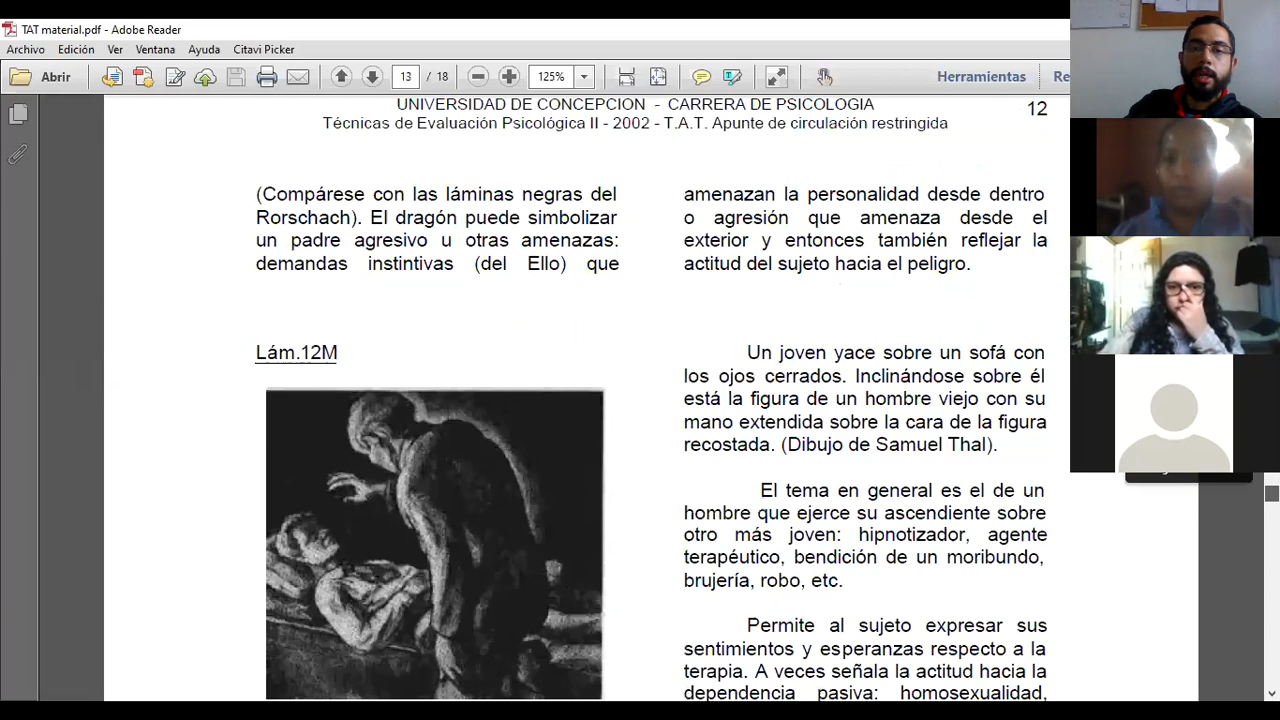 TAT material.pdf - Adobe Reader
Archivo Edición Ver Ventana Ayuda Citavi Picker
Abrir 13 / 18 125% Herramientas Re
UNIVERSIDAD DE CONCEPCION - CARRERA DE PSICOLOGIA 12
Técnicas de Evaluación Psicológica II - 2002 - T.A.T. Apunte de circulación restringida
(Compárese con las láminas negras del
Rorschach). El dragón puede simbolizar
un padre agresivo u otras amenazas:
demandas instintivas (del Ello) que
amenazan la personalidad desde dentro
o agresión que amenaza desde el
exterior y entonces también reflejar la
actitud del sujeto hacia el peligro.
Lám.12M
Un joven yace sobre un sofá con
los ojos cerrados. Inclinándose sobre él
está la figura de un hombre viejo con su
mano extendida sobre la cara de la figura
recostada. (Dibujo de Samuel Thal).
El tema en general es el de un
hombre que ejerce su ascendiente sobre
otro más joven: hipnotizador, agente
terapéutico, bendición de un moribundo,
brujería, robo, etc.
Permite al sujeto expresar sus
sentimientos y esperanzas respecto a la
terapia. A veces señala la actitud hacia la
dependencia pasiva: homosexualidad,